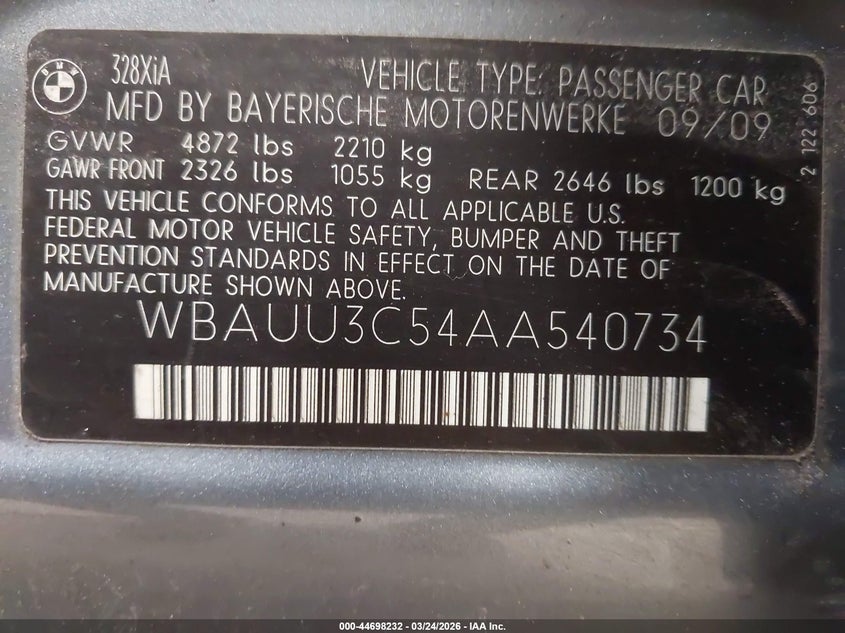 BMW
328XiA VEHICLE TYPE: PASSENGER CAR
MFD BY BAYERISCHE MOTORENWERKE 09/09
GVWR 4872 lbs 2210 kg
GAWR FRONT 2326 lbs 1055 kg REAR 2646 lbs 1200 kg
THIS VEHICLE CONFORMS TO ALL APPLICABLE U.S.
FEDERAL MOTOR VEHICLE SAFETY, BUMPER AND THEFT
PREVENTION STANDARDS IN EFFECT ON THE DATE OF
MANUFACTURE SHOWN ABOVE.
WBAUU3C54AA540734
2 122 606
000-44698232 - 03/24/2026 - IAA Inc.